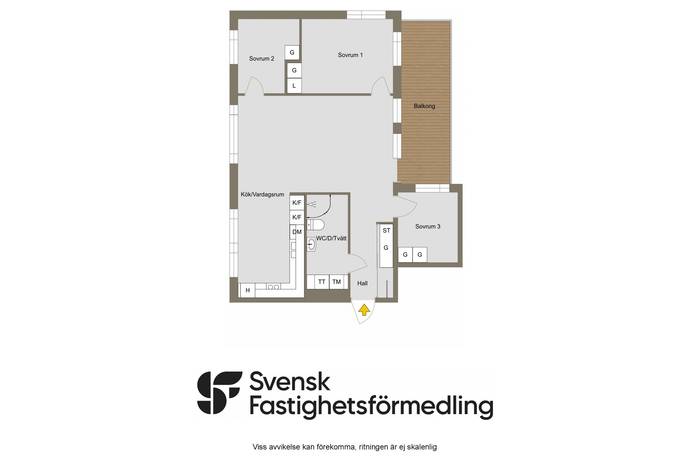 G
Sovrum 1
Sovrum 2
G
L
Balkong
Kök/Vardagsrum
K/F
K/F
DM
WC/D/Tvätt
ST
G
Sovrum 3
G
G
TT
TM
Hall
H
Svensk
Fastighetsförmedling
Viss avvikelse kan förekomma, ritningen är ej skalenlig